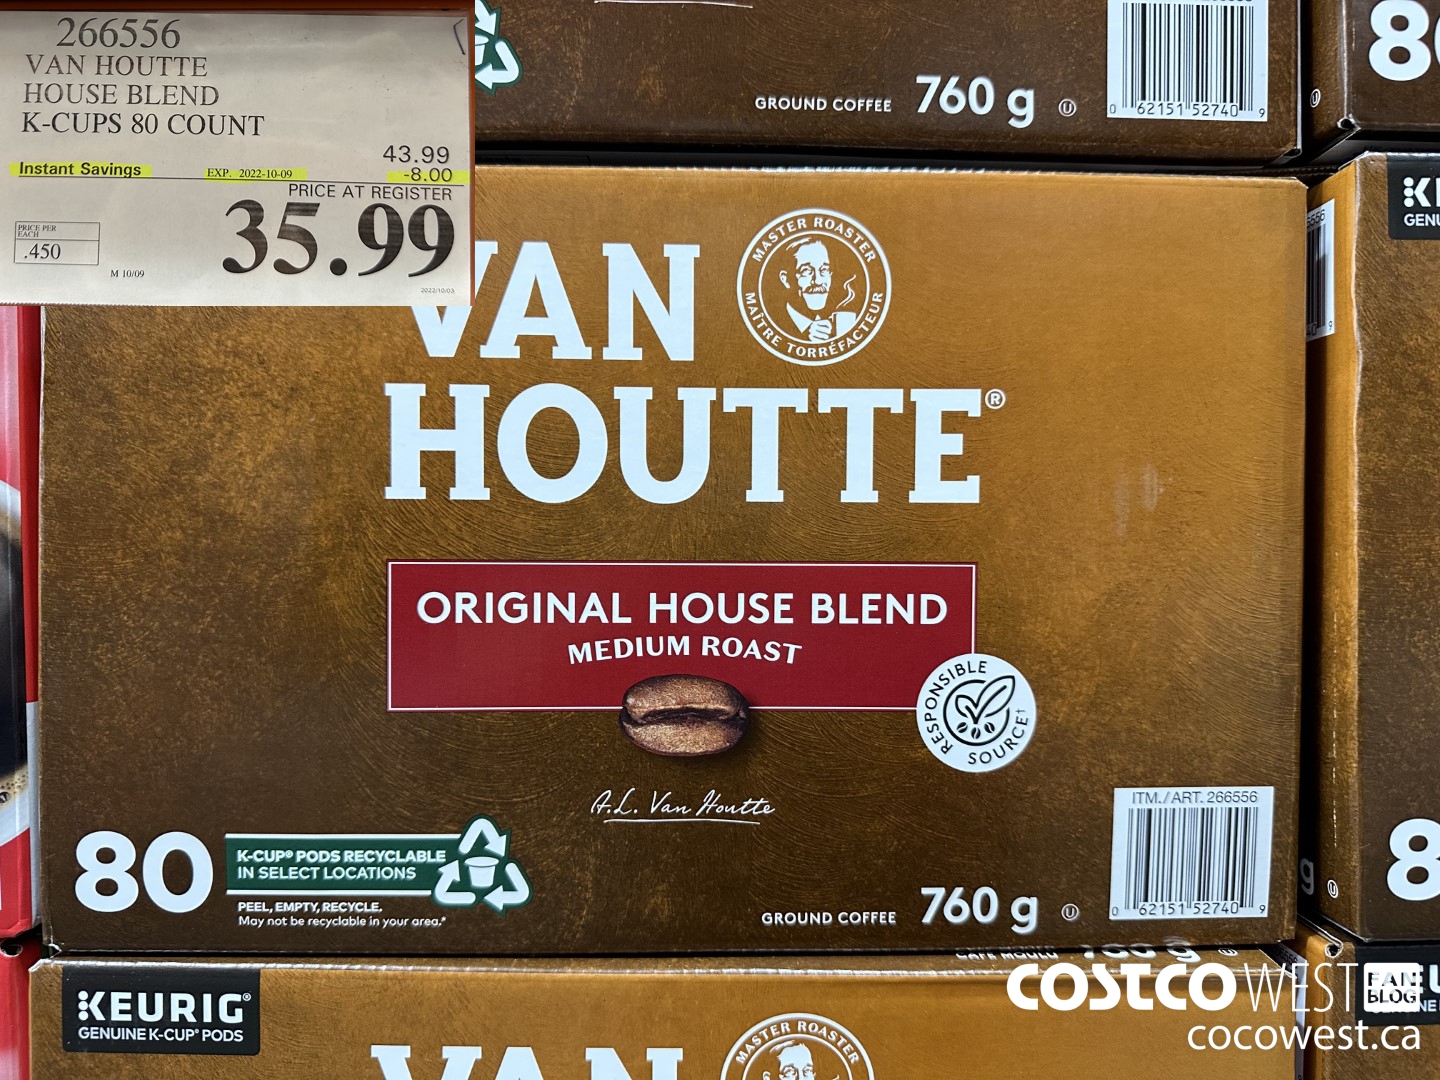 266556
VAN HOUTTE
HOUSE BLEND
K-CUPS 80 COUNT
43.99
Instant Savings EXP. 2022-10-09 -8.00
PRICE AT REGISTER
35.99
PRICE PER
EACH
.450
M 10/09
2022/10/03
GROUND COFFEE 760 g U
0 62151 52740 9
80
VAN
HOUTTE®
MASTER ROASTER
MAÎTRE TORRÉFACTEUR
ORIGINAL HOUSE BLEND
MEDIUM ROAST
RESPONSIBLE
SOURCE†
A.L. Van Houtte
80
K-CUP® PODS RECYCLABLE
IN SELECT LOCATIONS
PEEL, EMPTY, RECYCLE.
May not be recyclable in your area.*
GROUND COFFEE 760 g U
ITM./ART. 266556
0 62151 52740 9
KEURIG®
GENUINE K-CUP® PODS
VAN
MASTER ROASTER
COSTCO WEST FAN BLOG
cocowest.ca